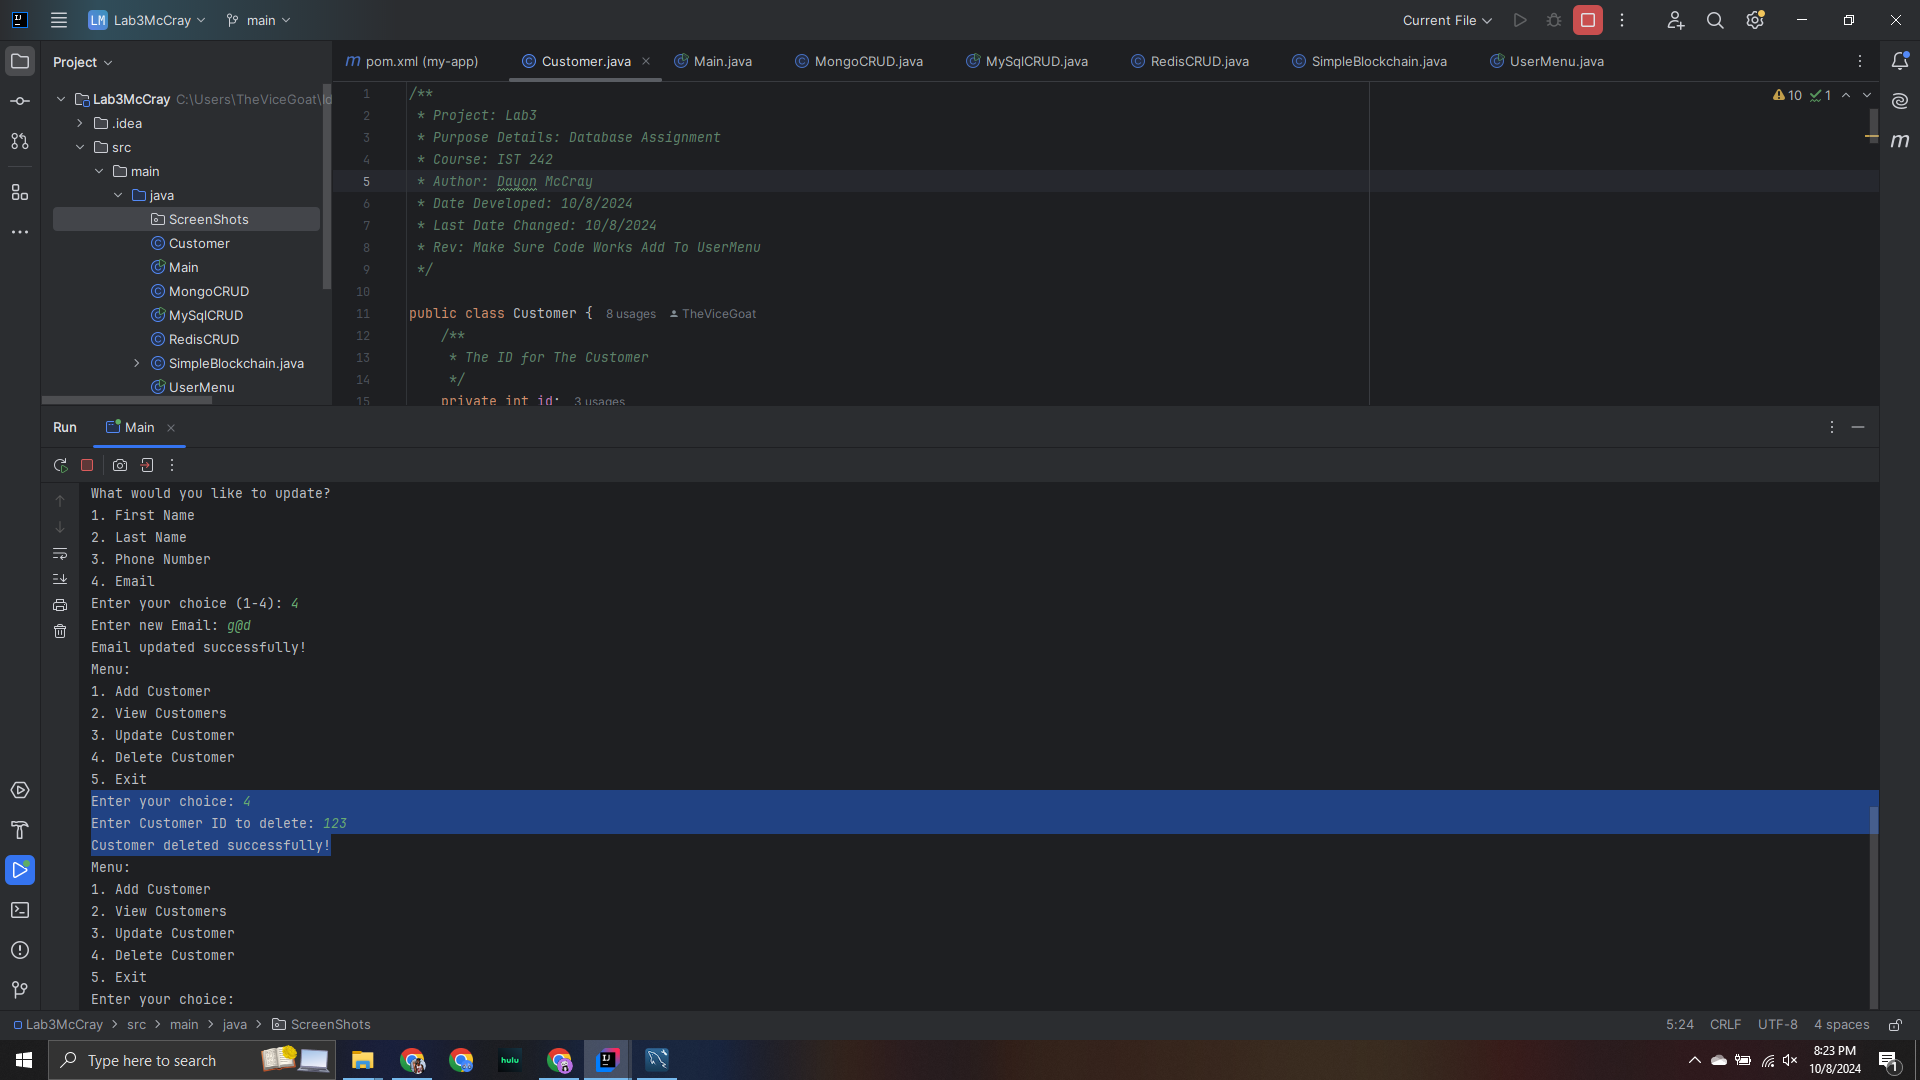 LM Lab3McCray main Current File
Project
pom.xml (my-app) Customer.java Main.java MongoCRUD.java MySqlCRUD.java RedisCRUD.java SimpleBlockchain.java UserMenu.java
Lab3McCray C:\Users\TheViceGoat\Id
.idea
src
main
java
ScreenShots
Customer
Main
MongoCRUD
MySqlCRUD
RedisCRUD
SimpleBlockchain.java
UserMenu
10 1
1 /**
2 * Project: Lab3
3 * Purpose Details: Database Assignment
4 * Course: IST 242
5 * Author: Dayon McCray
6 * Date Developed: 10/8/2024
7 * Last Date Changed: 10/8/2024
8 * Rev: Make Sure Code Works Add To UserMenu
9 */
10
11 public class Customer { 8 usages TheViceGoat
12 /**
13 * The ID for The Customer
14 */
15 private int id; 3 usages
Run Main
What would you like to update?
1. First Name
2. Last Name
3. Phone Number
4. Email
Enter your choice (1-4): 4
Enter new Email: g@d
Email updated successfully!
Menu:
1. Add Customer
2. View Customers
3. Update Customer
4. Delete Customer
5. Exit
Enter your choice: 4
Enter Customer ID to delete: 123
Customer deleted successfully!
Menu:
1. Add Customer
2. View Customers
3. Update Customer
4. Delete Customer
5. Exit
Enter your choice:
Lab3McCray > src > main > java > ScreenShots 5:24 CRLF UTF-8 4 spaces
Type here to search
hulu
8:23 PM
10/8/2024
1